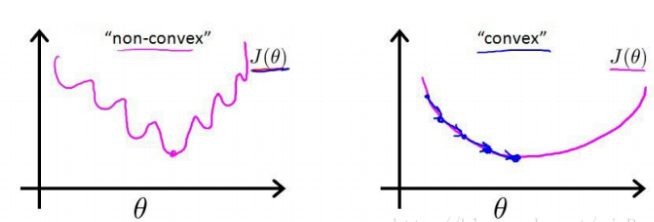 "non-convex"
J(θ)
θ
"convex"
J(θ)
θ